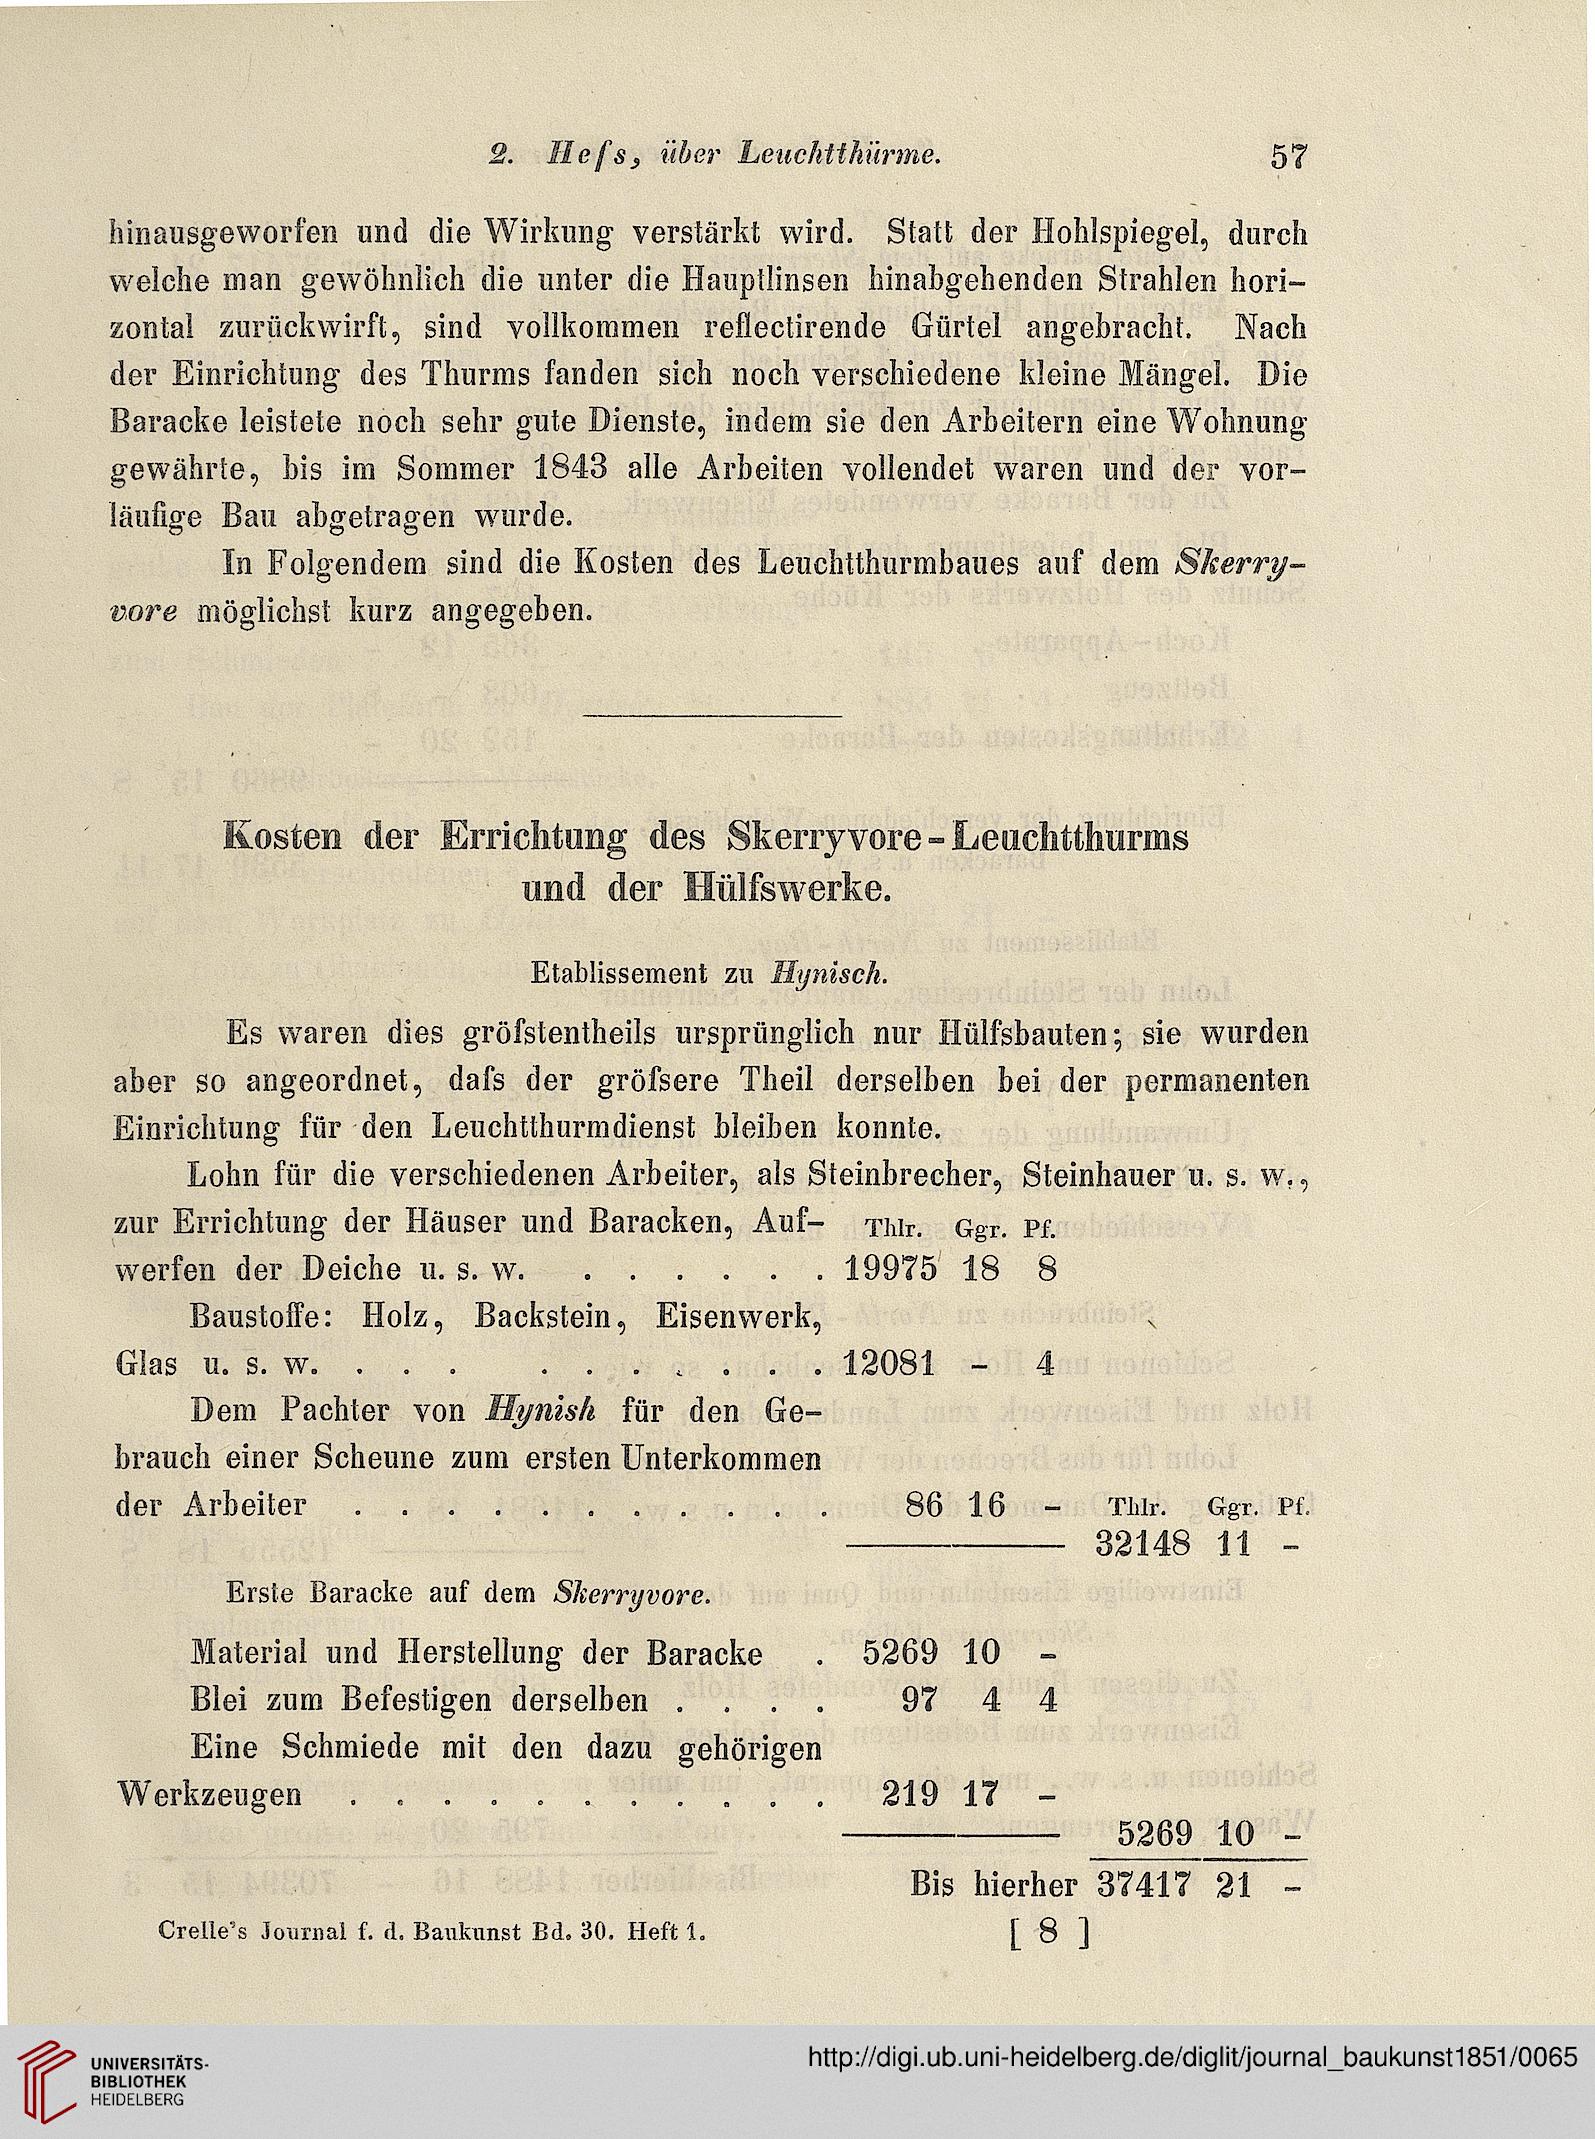 2. Heſs, über Leuchtthürme. 57
hinausgeworfen und die Wirkung verstärkt wird. Statt der Hohlspiegel, durch
welche man gewöhnlich die unter die Hauptlinsen hinabgehenden Strahlen hori-
zontal zurückwirft, sind vollkommen reflectirende Gürtel angebracht. Nach
der Einrichtung des Thurms fanden sich noch verschiedene kleine Mängel. Die
Baracke leistete noch sehr gute Dienste, indem sie den Arbeitern eine Wohnung
gewährte, bis im Sommer 1843 alle Arbeiten vollendet waren und der vor-
läufige Bau abgetragen wurde.
In Folgendem sind die Kosten des Leuchtthurmbaues auf dem Skerry-
vore möglichst kurz angegeben.
Kosten der Errichtung des Skerryvore-Leuchtthurms
und der Hülfswerke.
Etablissement zu Hynisch.
Es waren dies gröſstentheils ursprünglich nur Hülfsbauten; sie wurden
aber so angeordnet, daſs der gröſsere Theil derselben bei der permanenten
Einrichtung für den Leuchtthurmdienst bleiben konnte.
Lohn für die verschiedenen Arbeiter, als Steinbrecher, Steinhauer u. s. w.,
zur Errichtung der Häuser und Baracken, Auf- Thlr. Ggr. Pf.
werfen der Deiche u. s. w. . . . . . . 19975 18 8
Baustoffe: Holz, Backstein, Eisenwerk,
Glas u. s. w. . . . . . . . . . . 12081 - 4
Dem Pachter von Hynish für den Ge-
brauch einer Scheune zum ersten Unterkommen
der Arbeiter . . . . . . . . . . . 86 16 - Thlr. Ggr. Pf.
32148 11 -
Erste Baracke auf dem Skerryvore.
Material und Herstellung der Baracke . 5269 10 -
Blei zum Befestigen derselben . . . . 97 4 4
Eine Schmiede mit den dazu gehörigen
Werkzeugen . . . . . . . . . . . 219 17 -
5269 10 -
Bis hierher 37417 21 -
Crelle's Journal f. d. Baukunst Bd. 30. Heft 1. [ 8 ]
UNIVERSITÄTS-
BIBLIOTHEK
HEIDELBERG
http://digi.ub.uni-heidelberg.de/diglit/journal_baukunst1851/0065